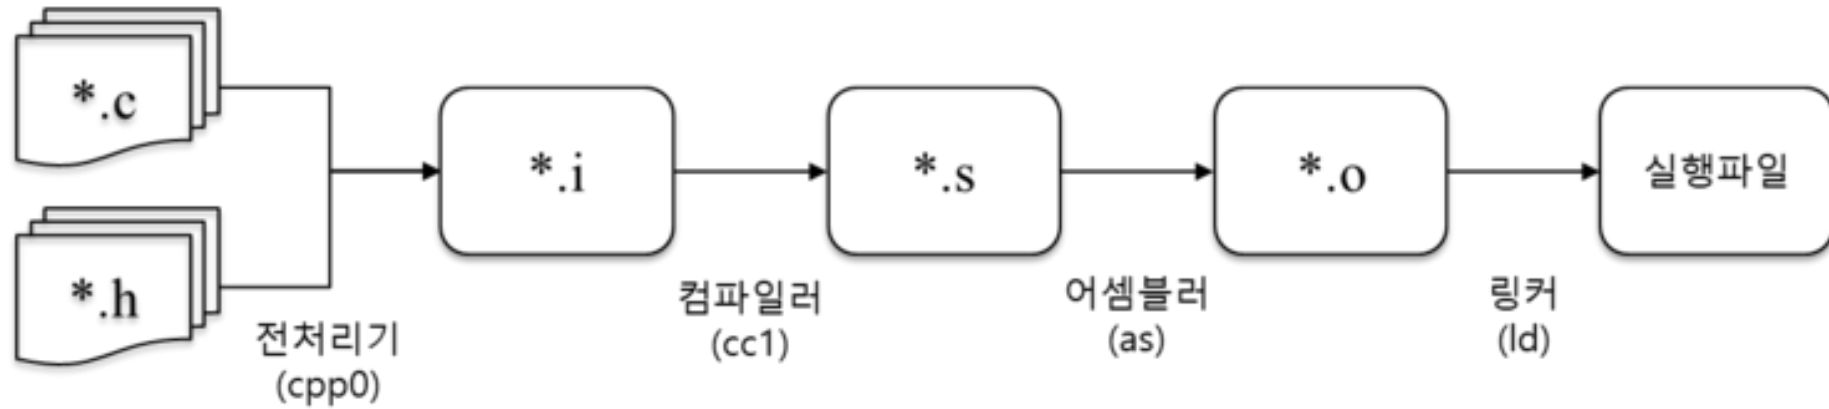 *.c
*.h
전처리기
(cpp0)
*.i
컴파일러
(cc1)
*.s
어셈블러
(as)
*.o
링커
(ld)
실행파일